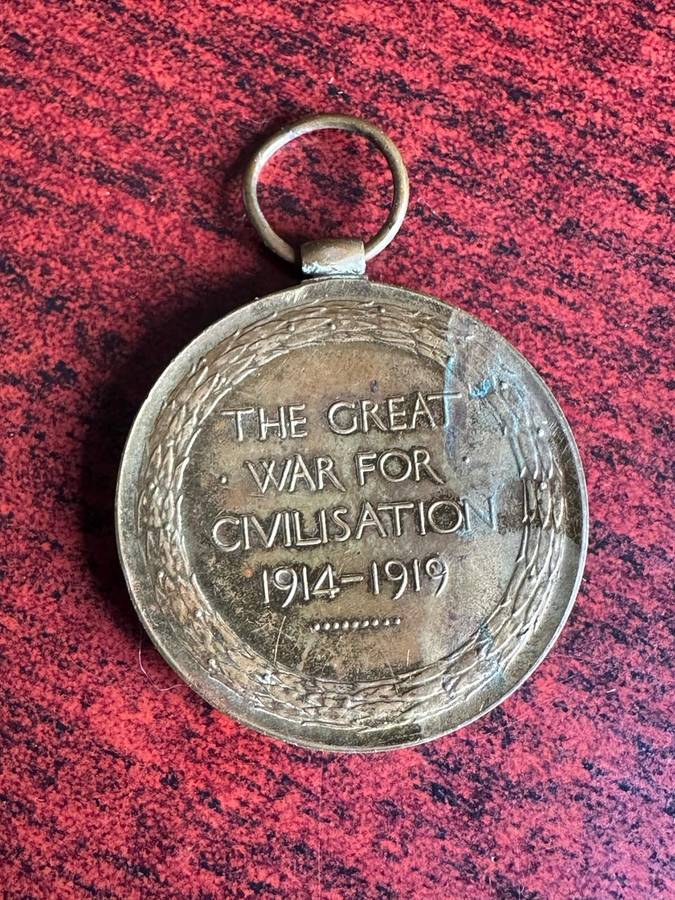 THE GREAT
WAR FOR
CIVILISATION
1914-1919